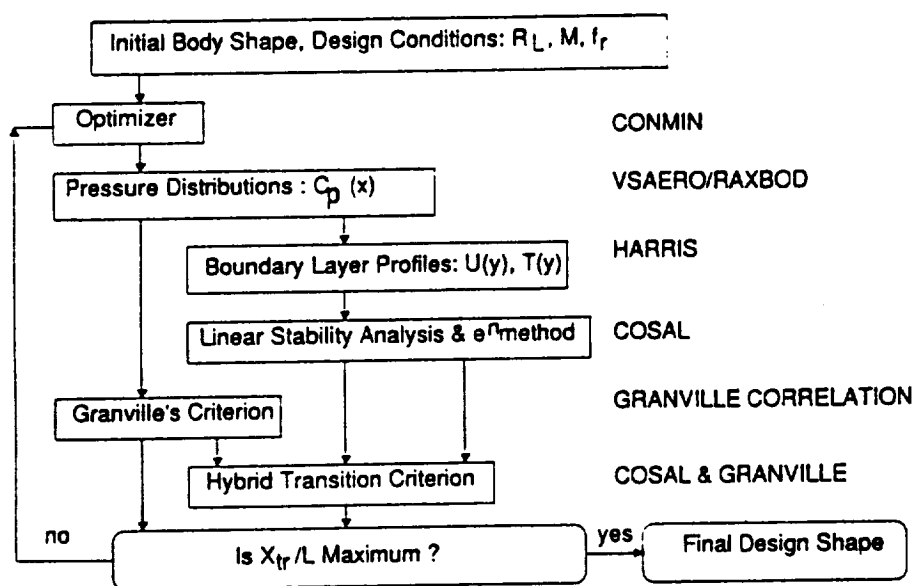 Initial Body Shape, Design Conditions: R_L, M, f_r
Optimizer
CONMIN
Pressure Distributions : C_p (x)
VSAERO/RAXBOD
Boundary Layer Profiles: U(y), T(y)
HARRIS
Linear Stability Analysis & e^n method
COSAL
Granville's Criterion
GRANVILLE CORRELATION
Hybrid Transition Criterion
COSAL & GRANVILLE
no
Is X_tr/L Maximum ?
yes
Final Design Shape